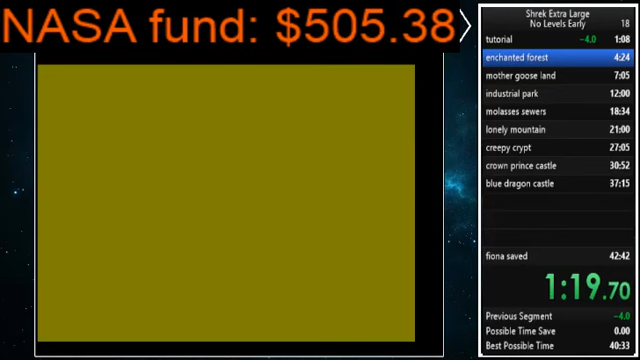 NASA fund: $505.38
Shrek Extra Large
No Levels Early 18
tutorial -4.0 1:08
enchanted forest 4:24
mother goose land 7:05
industrial park 12:00
molasses sewers 18:34
lonely mountain 21:00
creepy crypt 27:05
crown prince castle 30:52
blue dragon castle 37:15
fiona saved 42:42
1:19.70
Previous Segment -4.0
Possible Time Save 0.00
Best Possible Time 40:33